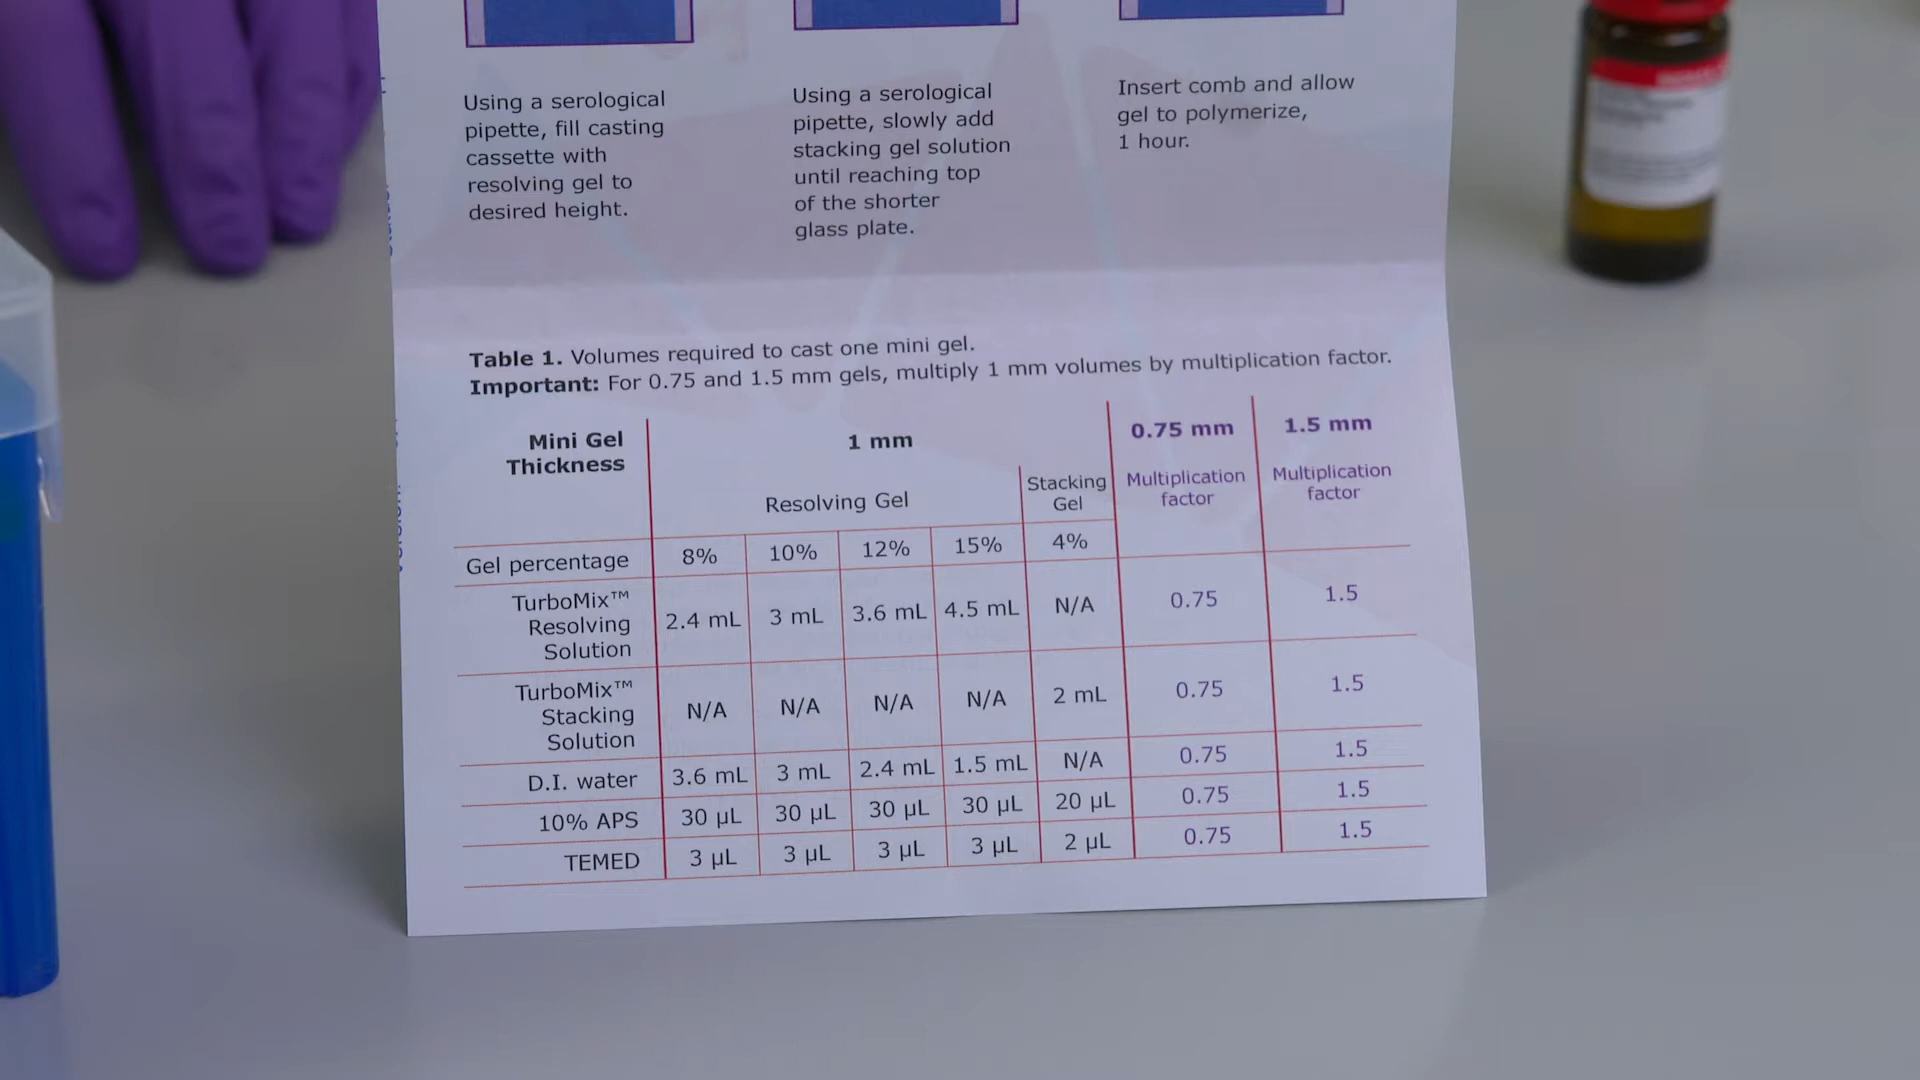 Using a serological
pipette, fill casting
cassette with
resolving gel to
desired height.
Using a serological
pipette, slowly add
stacking gel solution
until reaching top
of the shorter
glass plate.
Insert comb and allow
gel to polymerize,
1 hour.
Table 1. Volumes required to cast one mini gel.
Important: For 0.75 and 1.5 mm gels, multiply 1 mm volumes by multiplication factor.
Mini Gel
Thickness
1 mm
0.75 mm
1.5 mm
Resolving Gel
Stacking
Gel
Multiplication
factor
Multiplication
factor
Gel percentage 8% 10% 12% 15% 4%
TurboMix™
Resolving
Solution
2.4 mL 3 mL 3.6 mL 4.5 mL N/A 0.75 1.5
TurboMix™
Stacking
Solution
N/A N/A N/A N/A 2 mL 0.75 1.5
D.I. water 3.6 mL 3 mL 2.4 mL 1.5 mL N/A 0.75 1.5
10% APS 30 µL 30 µL 30 µL 30 µL 20 µL 0.75 1.5
TEMED 3 µL 3 µL 3 µL 3 µL 2 µL 0.75 1.5